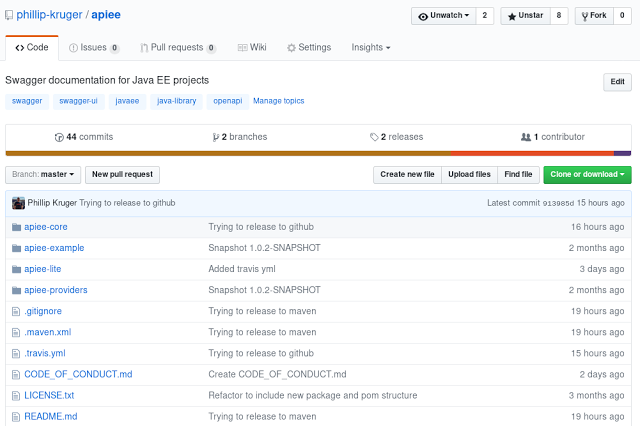 phillip-kruger / apiee Unwatch 2 Unstar 8 Fork 0
Code Issues 0 Pull requests 0 Wiki Settings Insights
Swagger documentation for Java EE projects Edit
swagger swagger-ui javaee java-library openapi Manage topics
44 commits 2 branches 2 releases 1 contributor
Branch: master New pull request Create new file Upload files Find file Clone or download
Phillip Kruger Trying to release to github Latest commit 913985d 15 hours ago
apiee-core Trying to release to github 16 hours ago
apiee-example Snapshot 1.0.2-SNAPSHOT 2 months ago
apiee-lite Added travis yml 3 days ago
apiee-providers Snapshot 1.0.2-SNAPSHOT 2 months ago
.gitignore Trying to release to maven 19 hours ago
.maven.xml Trying to release to maven 19 hours ago
.travis.yml Trying to release to github 15 hours ago
CODE_OF_CONDUCT.md Create CODE_OF_CONDUCT.md 2 days ago
LICENSE.txt Refactor to include new package and pom structure 3 months ago
README.md Trying to release to maven 19 hours ago